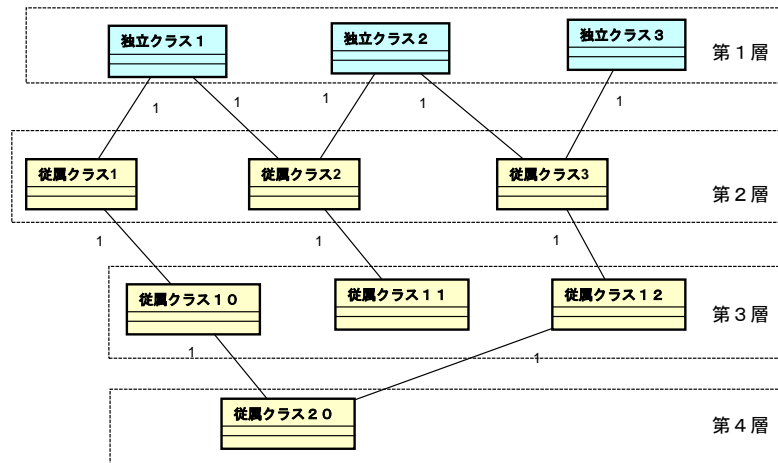 独立クラス１
独立クラス２
独立クラス３
第１層
1
1
1
1
1
従属クラス1
従属クラス2
従属クラス3
第２層
1
1
1
従属クラス１０
従属クラス１１
従属クラス１２
第３層
1
1
従属クラス２０
第４層